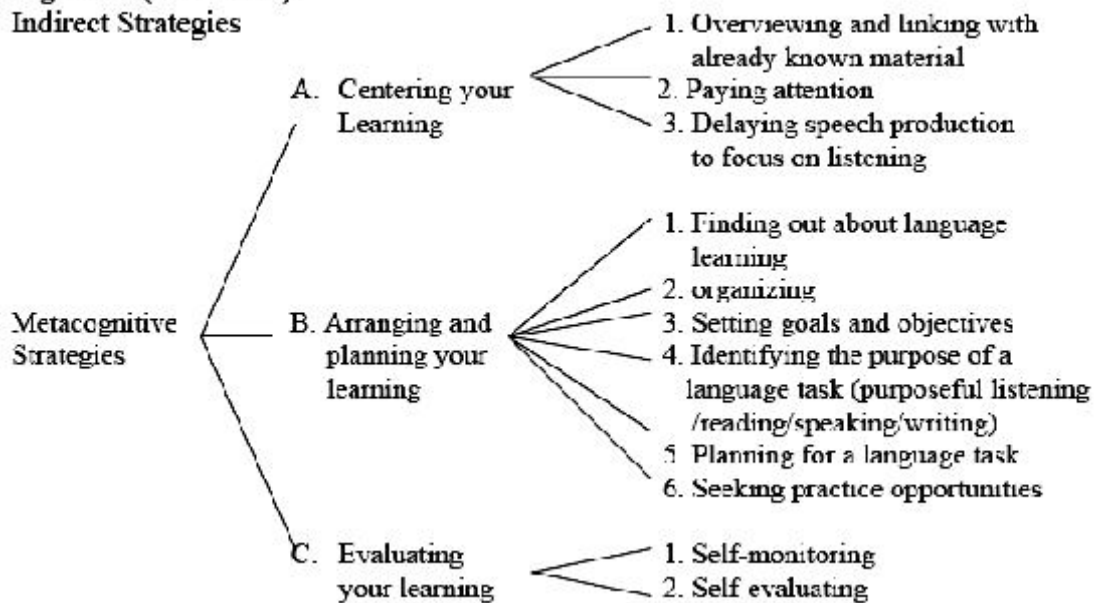 Indirect Strategies
A. Centering your
Learning
1. Overviewing and linking with
already known material
2. Paying attention
3. Delaying speech production
to focus on listening
Metacognitive
Strategies
B. Arranging and
planning your
learning
1. Finding out about language
learning
2. organizing
3. Setting goals and objectives
4. Identifying the purpose of a
language task (purposeful listening
/reading/speaking/writing)
5 Planning for a language task
6. Seeking practice opportunities
C. Evaluating
your learning
1. Self-monitoring
2. Self evaluating